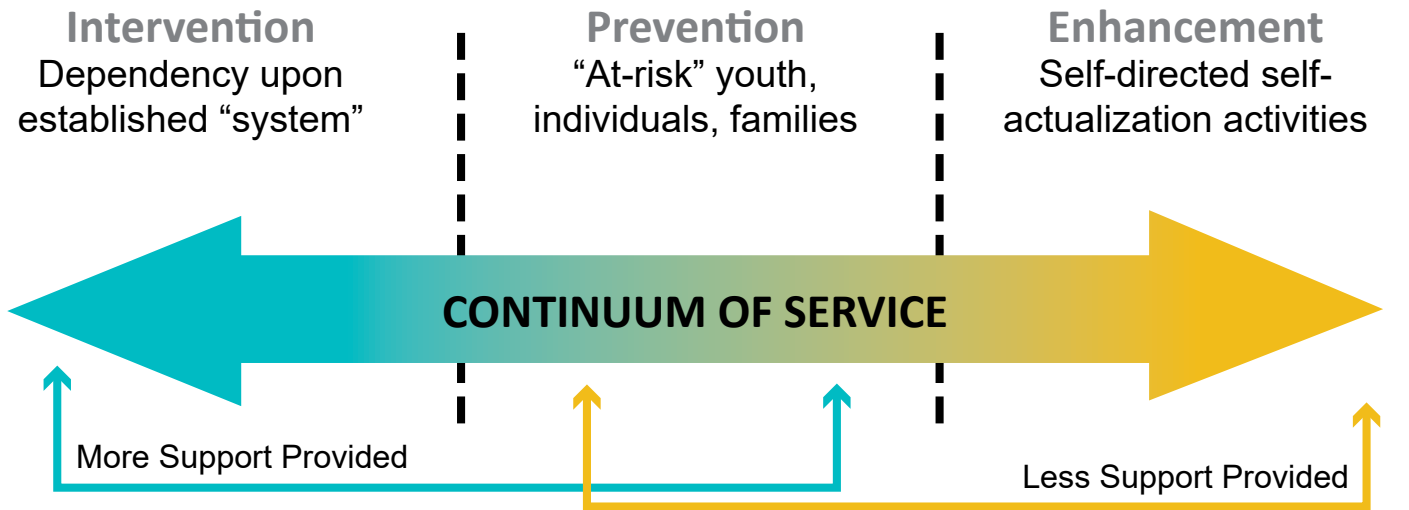 Intervention
Dependency upon
established “system”
Prevention
“At-risk” youth,
individuals, families
Enhancement
Self-directed self-
actualization activities
CONTINUUM OF SERVICE
More Support Provided
Less Support Provided